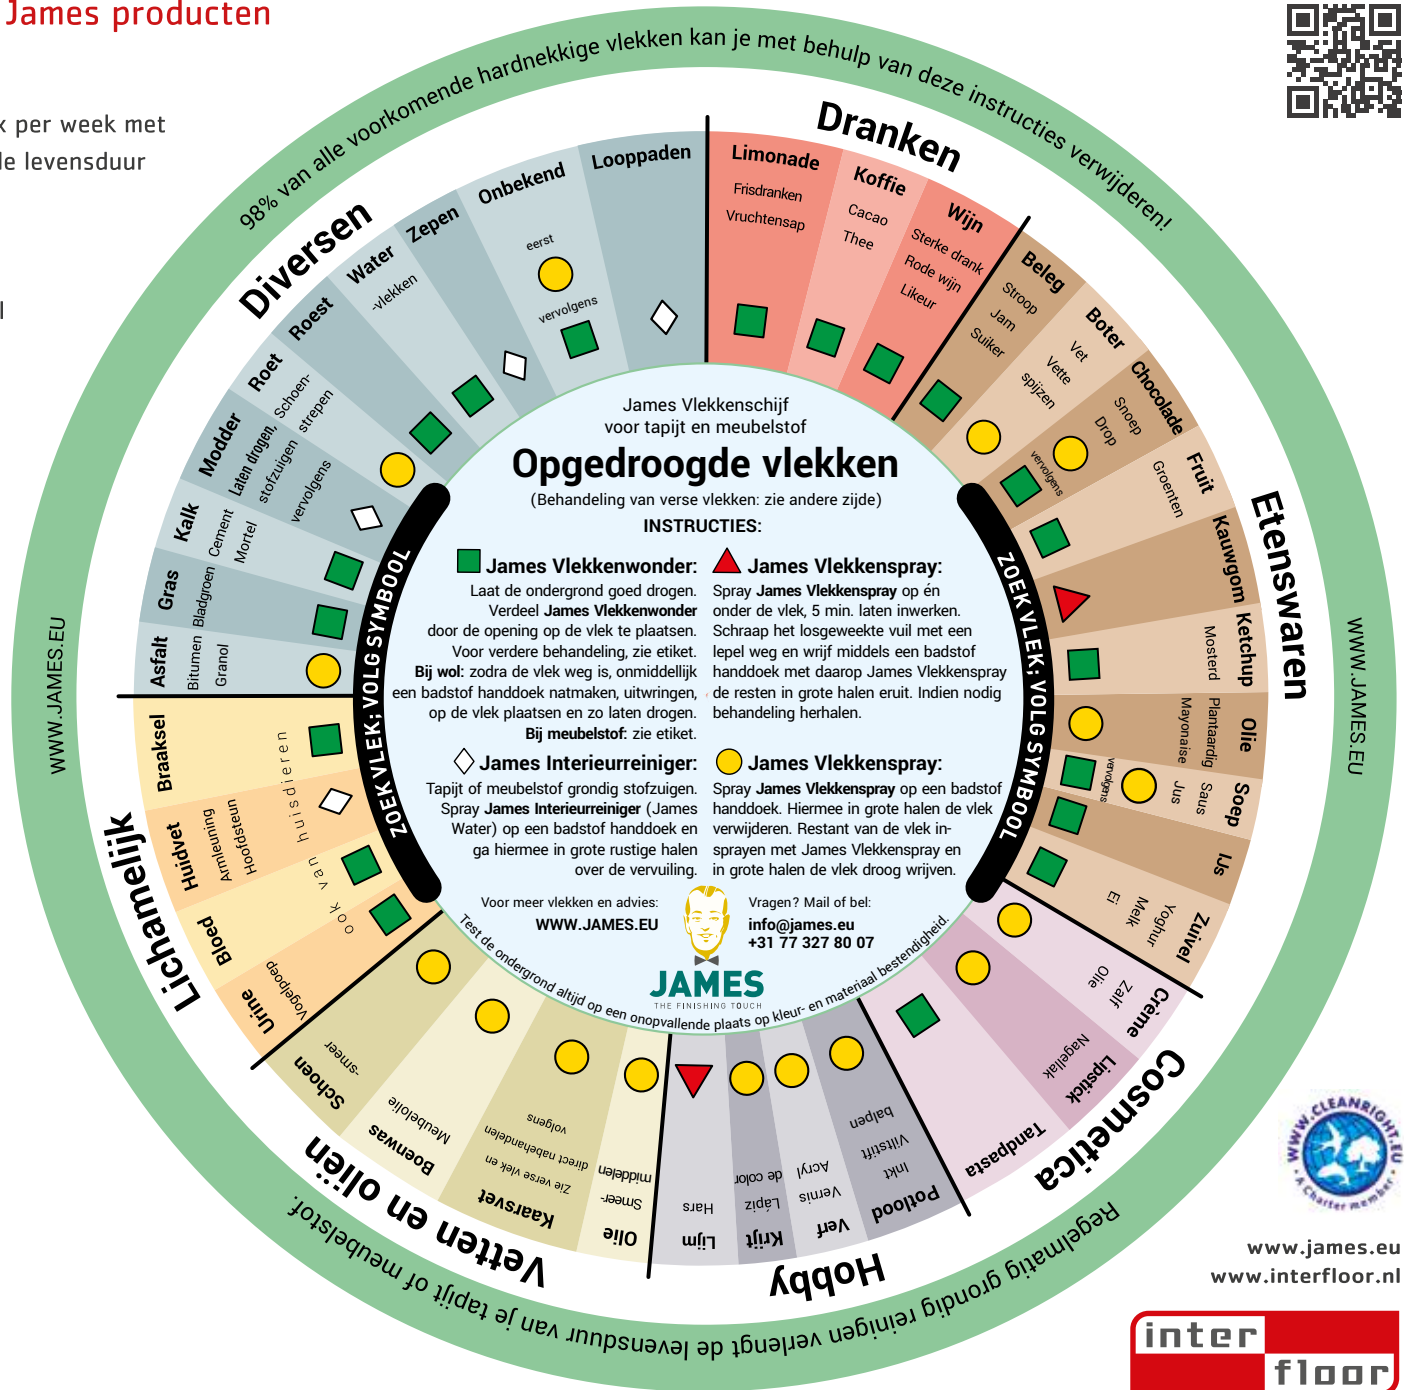 James producten
x per week met
de levensduur
98% van alle voorkomende hardnekkige vlekken kan je met behulp van deze instructies verwijderen!
WWW.JAMES.EU
WWW.JAMES.EU
Regelmatig grondig reinigen verlengt de levensduur van je tapijt of meubelstof.
Dranken
Limonade
Frisdranken
Vruchtensap
Koffie
Cacao
Thee
Wijn
Sterke drank
Rode wijn
Likeur
Etenswaren
Beleg
Stroop
Jam
Suiker
Boter
Vet
Vette
spijzen
Chocolade
Snoep
Drop
vervolgens
Fruit
Groenten
Kauwgom
Ketchup
Mosterd
Olie
Plantaardig
Mayonaise
Soep
Saus
Jus
vervolgens
IJs
Zuivel
Yoghur
Melk
Ei
Cosmetica
Crème
Zalf
Olie
Lipstick
Nagellak
Tandpasta
Hobby
Potlood
Inkt
Viltstift
balpen
Verf
Vernis
Acryl
Krijt
Lápiz
de color
Lijm
Hars
Vetten en oliën
Olie
Smeer-
middelen
Kaarsvet
Zie verse vlek en
direct nabehandelen
volgens
Boenwas
Meubelolie
Schoen
-smeer
Lichamelijk
Urine
Vogelpoep
Bloed
Huidvet
Armleuning
Hoofdsteun
Braaksel
ook van huisdieren
Diversen
Asfalt
Bitumen
Granol
Gras
Bladgroen
Kalk
Cement
Mortel
Modder
Laten drogen,
stofzuigen
vervolgens
Roet
Schoen-
strepen
Roest
Water
-vlekken
Zepen
Onbekend
eerst
vervolgens
Looppaden
ZOEK VLEK; VOLG SYMBOOL
ZOEK VLEK; VOLG SYMBOOL
James Vlekkenschijf
voor tapijt en meubelstof
Opgedroogde vlekken
(Behandeling van verse vlekken: zie andere zijde)
INSTRUCTIES:
James Vlekkenwonder:
Laat de ondergrond goed drogen.
Verdeel James Vlekkenwonder
door de opening op de vlek te plaatsen.
Voor verdere behandeling, zie etiket.
Bij wol: zodra de vlek weg is, onmiddellijk
een badstof handdoek natmaken, uitwringen,
op de vlek plaatsen en zo laten drogen.
Bij meubelstof: zie etiket.
James Vlekkenspray:
Spray James Vlekkenspray op én
onder de vlek, 5 min. laten inwerken.
Schraap het losgeweekte vuil met een
lepel weg en wrijf middels een badstof
handdoek met daarop James Vlekkenspray
de resten in grote halen eruit. Indien nodig
behandeling herhalen.
James Interieurreiniger:
Tapijt of meubelstof grondig stofzuigen.
Spray James Interieurreiniger (James
Water) op een badstof handdoek en
ga hiermee in grote rustige halen
over de vervuiling.
James Vlekkenspray:
Spray James Vlekkenspray op een badstof
handdoek. Hiermee in grote halen de vlek
verwijderen. Restant van de vlek in-
sprayen met James Vlekkenspray en
in grote halen de vlek droog wrijven.
Voor meer vlekken en advies:
WWW.JAMES.EU
Vragen? Mail of bel:
info@james.eu
+31 77 327 80 07
JAMES
THE FINISHING TOUCH
Test de ondergrond altijd op een onopvallende plaats op kleur- en materiaal bestendigheid.
WWW.CLEANRIGHT.EU
A Charter member
www.james.eu
www.interfloor.nl
inter
floor